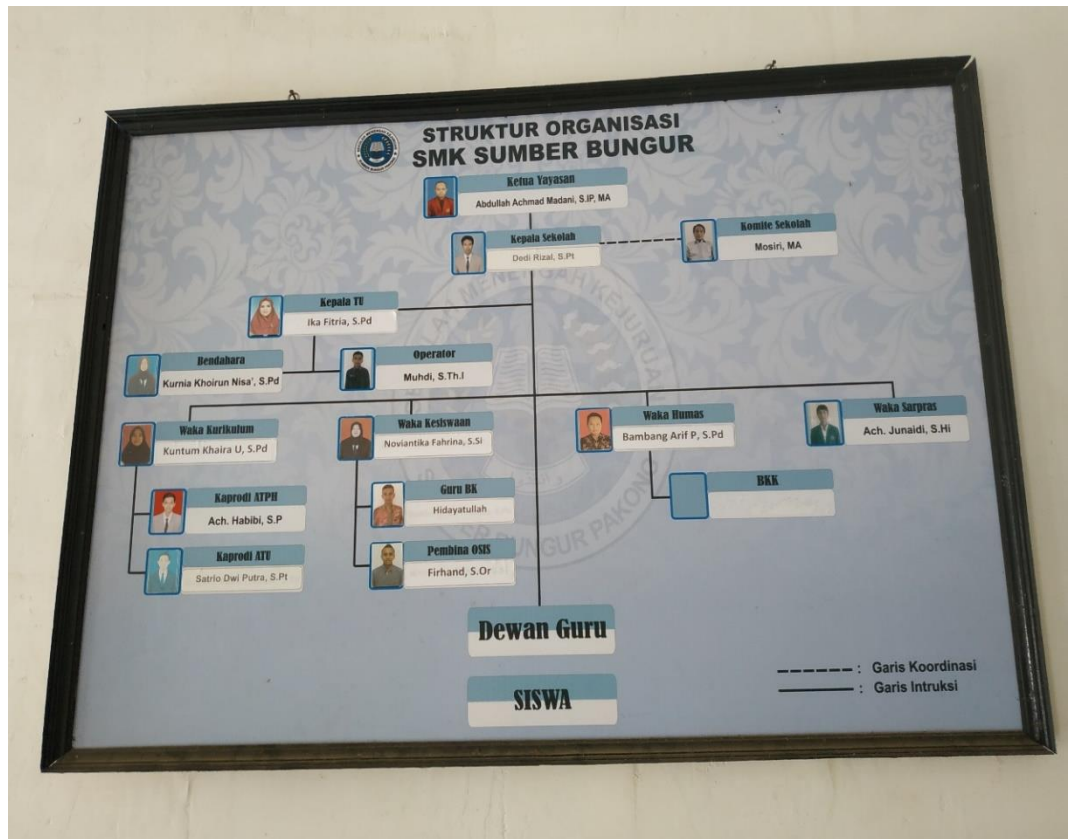 STRUKTUR ORGANISASI
SMK SUMBER BUNGUR
Ketua Yayasan
Abdullah Achmad Madani, S.IP, MA
Kepala Sekolah
Dedi Rizal, S.Pt
Komite Sekolah
Mosiri, MA
Kepala TU
Ika Fitria, S.Pd
Bendahara
Kurnia Khoirun Nisa', S.Pd
Operator
Muhdi, S.Th.I
Waka Kurikulum
Kuntum Khaira U, S.Pd
Waka Kesiswaan
Noviantika Fahrina, S.Si
Waka Humas
Bambang Arif P, S.Pd
Waka Sarpras
Ach. Junaidi, S.Hi
Kaprodi ATPH
Ach. Habibi, S.P
Kaprodi ATU
Satrio Dwi Putra, S.Pt
Guru BK
Hidayatullah
Pembina OSIS
Firhand, S.Or
BKK
Dewan Guru
SISWA
: Garis Koordinasi
: Garis Intruksi